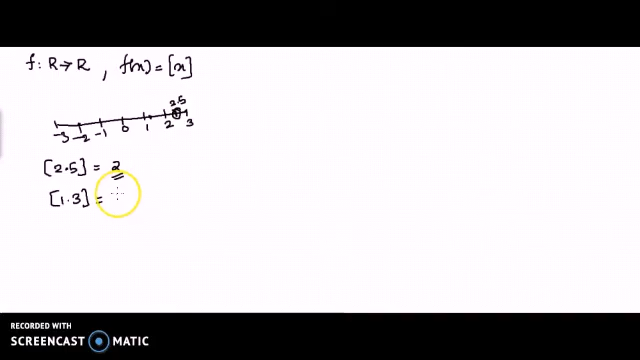 f: R→R , f(x) = [x]
2.5
-3 -2 -1 0 1 2 3
[2.5] = 2
[1.3] =
RECORDED WITH
SCREENCAST MATIC